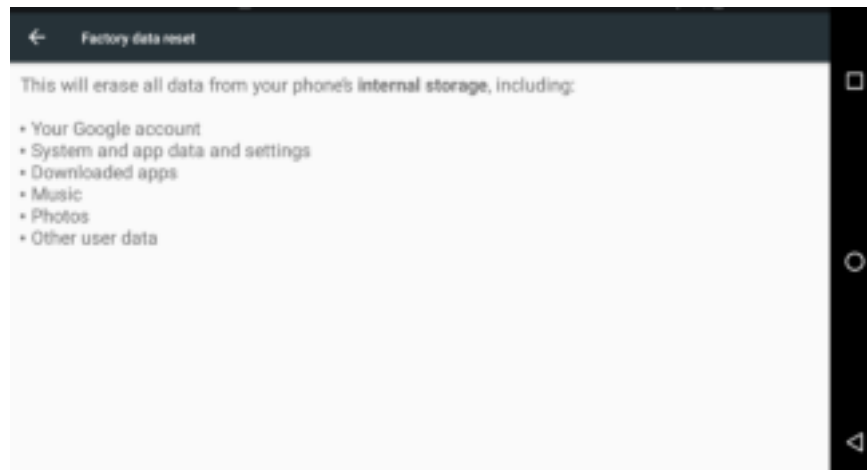 Factory data reset
This will erase all data from your phone's internal storage, including:
• Your Google account
• System and app data and settings
• Downloaded apps
• Music
• Photos
• Other user data